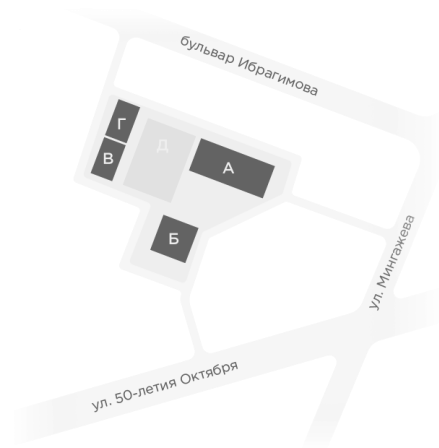 бульвар Ибрагимова
Г
Д
В
А
Б
ул. Мингажева
ул. 50-летия Октября